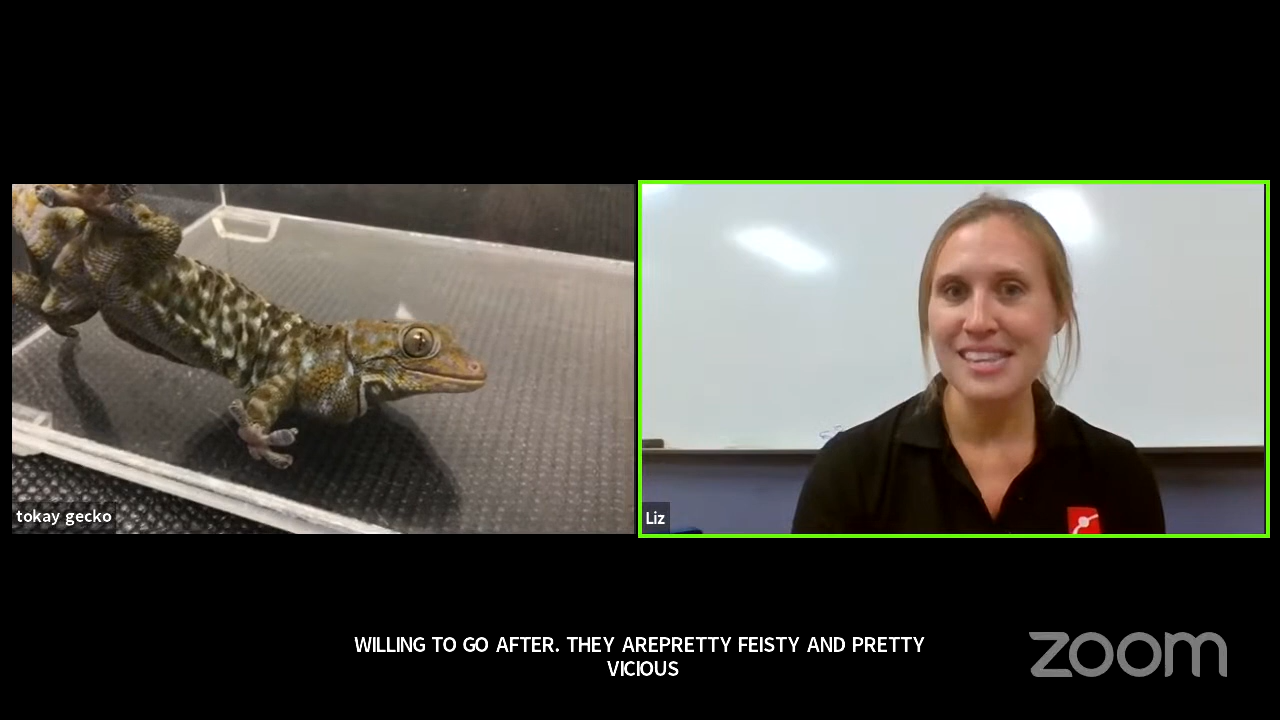 tokay gecko
Liz
WILLING TO GO AFTER. THEY AREPRETTY FEISTY AND PRETTY
VICIOUS
zoom